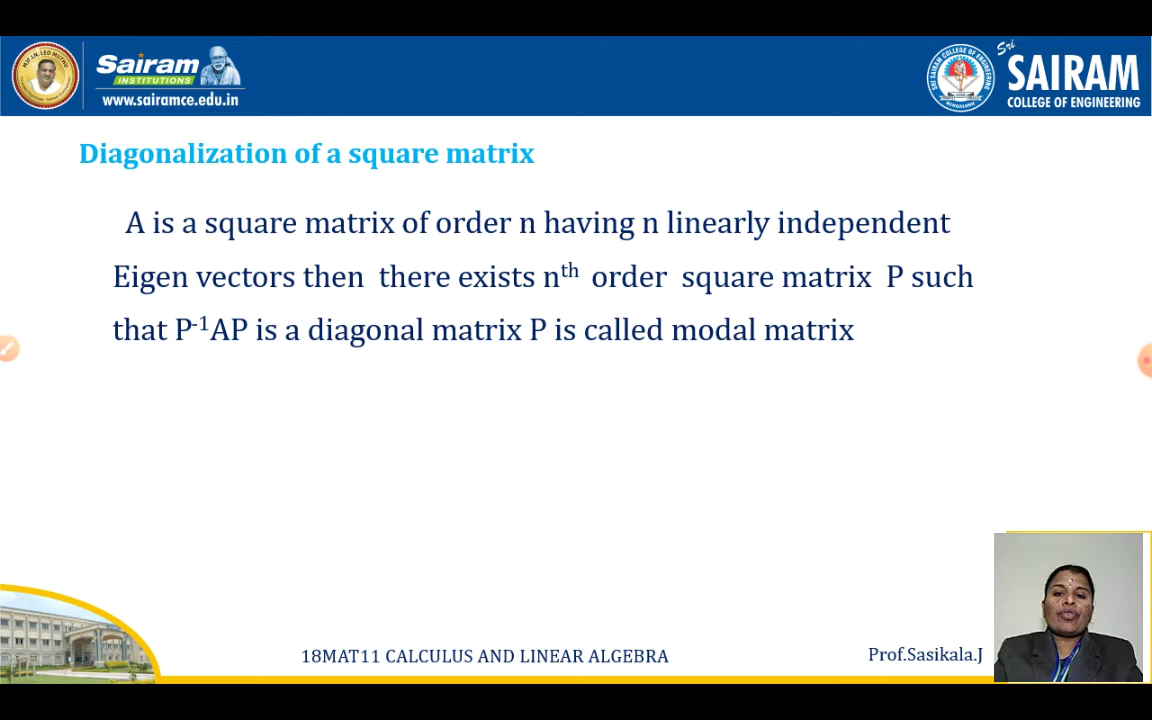 Sairam
INSTITUTIONS
www.sairamce.edu.in
Sri
SAIRAM
COLLEGE OF ENGINEERING
Diagonalization of a square matrix
A is a square matrix of order n having n linearly independent
Eigen vectors then there exists nᵗʰ order square matrix P such
that P⁻¹AP is a diagonal matrix P is called modal matrix
18MAT11 CALCULUS AND LINEAR ALGEBRA
Prof.Sasikala.J